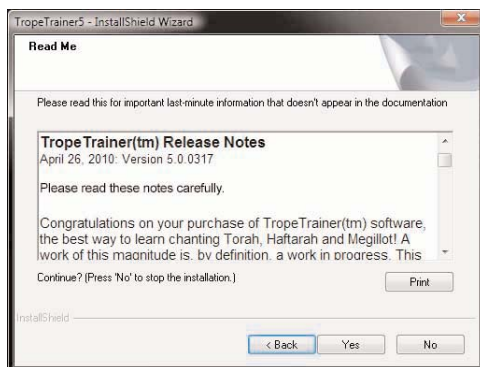 TropeTrainer5 - InstallShield Wizard
Read Me
Please read this for important last-minute information that doesn't appear in the documentation
TropeTrainer(tm) Release Notes
April 26, 2010: Version 5.0.0317
Please read these notes carefully.
Congratulations on your purchase of TropeTrainer(tm) software,
the best way to learn chanting Torah, Haftarah and Megillot! A
work of this magnitude is, by definition, a work in progress. This
Continue? (Press 'No' to stop the installation.)
Print
InstallShield
< Back
Yes
No